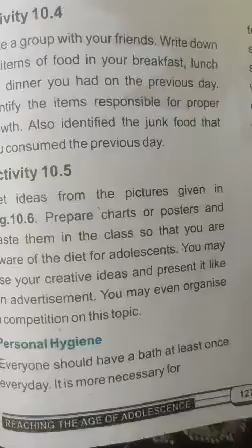 ivity 10.4
e a group with your friends. Write down
items of food in your breakfast, lunch
dinner you had on the previous day.
ntify the items responsible for proper
wth. Also identified the junk food that
u consumed the previous day.
ctivity 10.5
et ideas from the pictures given in
g.10.6. Prepare charts or posters and
aste them in the class so that you are
ware of the diet for adolescents. You may
se your creative ideas and present it like
n advertisement. You may even organise
competition on this topic.
Personal Hygiene
Everyone should have a bath at least once
everyday. It is more necessary for
REACHING THE AGE OF ADOLESCENCE